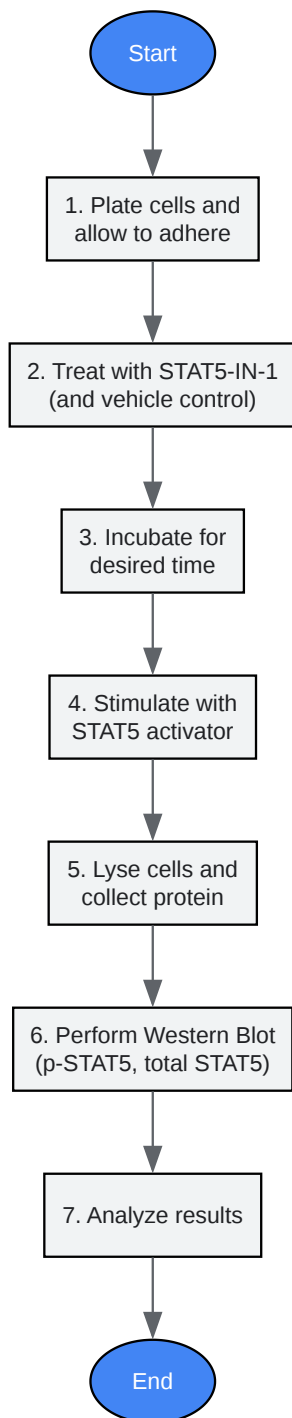 Start
1. Plate cells and
allow to adhere
2. Treat with STAT5-IN-1
(and vehicle control)
3. Incubate for
desired time
4. Stimulate with
STAT5 activator
5. Lyse cells and
collect protein
6. Perform Western Blot
(p-STAT5, total STAT5)
7. Analyze results
End